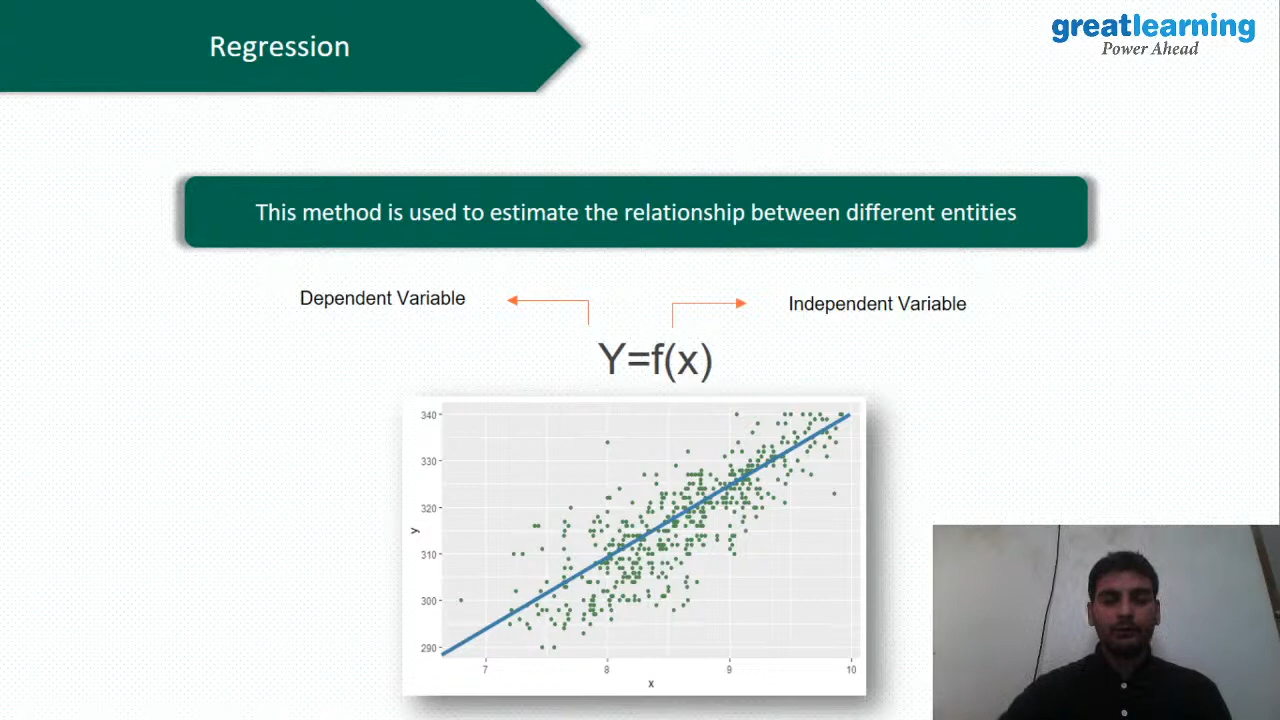 Regression
greatlearning
Power Ahead
This method is used to estimate the relationship between different entities
Dependent Variable
Independent Variable
Y=f(x)
340
330
320
310
300
290
y
7
8
9
10
x